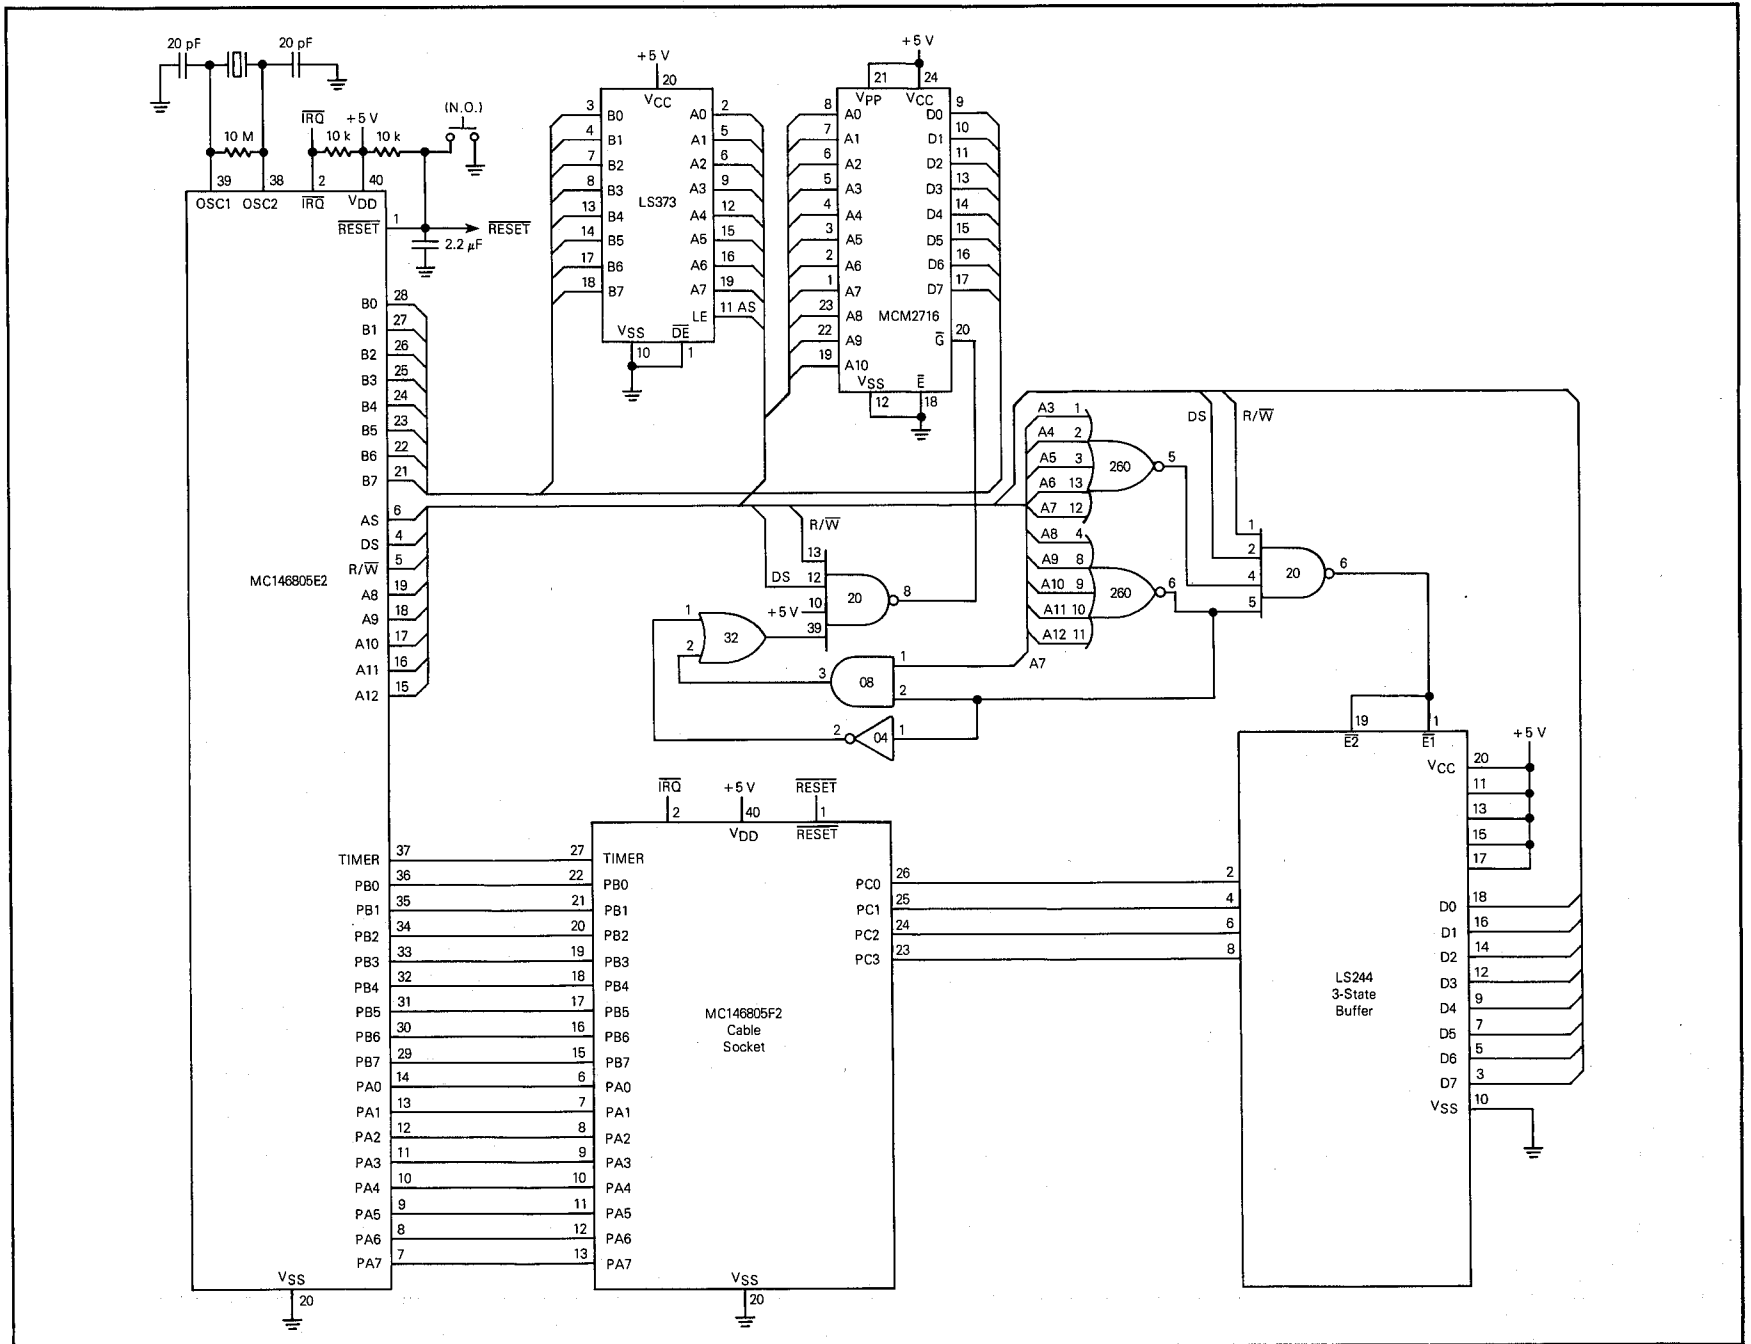 20 pF
20 pF
10 M
39
38
OSC1
OSC2
IRQ
+5 V
10 k
10 k
2
40
IRQ
VDD
(N.O.)
RESET
1
RESET
2.2 µF
MC146805E2
B0 28
B1 27
B2 26
B3 25
B4 24
B5 23
B6 22
B7 21
AS 6
DS 4
R/W 5
A8 19
A9 18
A10 17
A11 16
A12 15
TIMER 37
PB0 36
PB1 35
PB2 34
PB3 33
PB4 32
PB5 31
PB6 30
PB7 29
PA0 14
PA1 13
PA2 12
PA3 11
PA4 10
PA5 9
PA6 8
PA7 7
VSS
20
+5 V
20
VCC
3 B0 A0 2
4 B1 A1 5
7 B2 A2 6
8 B3 A3 9
LS373
13 B4 A4 12
14 B5 A5 15
17 B6 A6 16
18 B7 A7 19
LE 11 AS
VSS DE
10 1
+5 V
21 24
VPP VCC
8 A0 D0 9
7 A1 D1 10
6 A2 D2 11
5 A3 D3 13
4 A4 D4 14
3 A5 D5 15
2 A6 D6 16
1 A7 D7 17
23 A8 MCM2716
22 A9 G 20
19 A10
VSS E
12 18
R/W
13
DS 12
+5 V 10
39
20
8
1
2
32
3
08
1
2
A7
2
04
1
A3 1
A4 2
A5 3
A6 13
A7 12
260
5
A8 4
A9 8
A10 9
A11 10
A12 11
260
6
DS
R/W
1
2
4
5
20
6
IRQ
+5 V
RESET
2
40
1
VDD
RESET
27 TIMER
22 PB0
21 PB1
20 PB2
19 PB3
18 PB4
17 PB5
16 PB6
15 PB7
6 PA0
7 PA1
8 PA2
9 PA3
10 PA4
11 PA5
12 PA6
13 PA7
PC0 26
PC1 25
PC2 24
PC3 23
MC146805F2
Cable
Socket
VSS
20
19 1
E2 E1
+5 V
VCC 20
11
13
15
17
2
4
6
8
D0 18
D1 16
D2 14
D3 12
D4 9
D5 7
D6 5
D7 3
VSS 10
LS244
3-State
Buffer